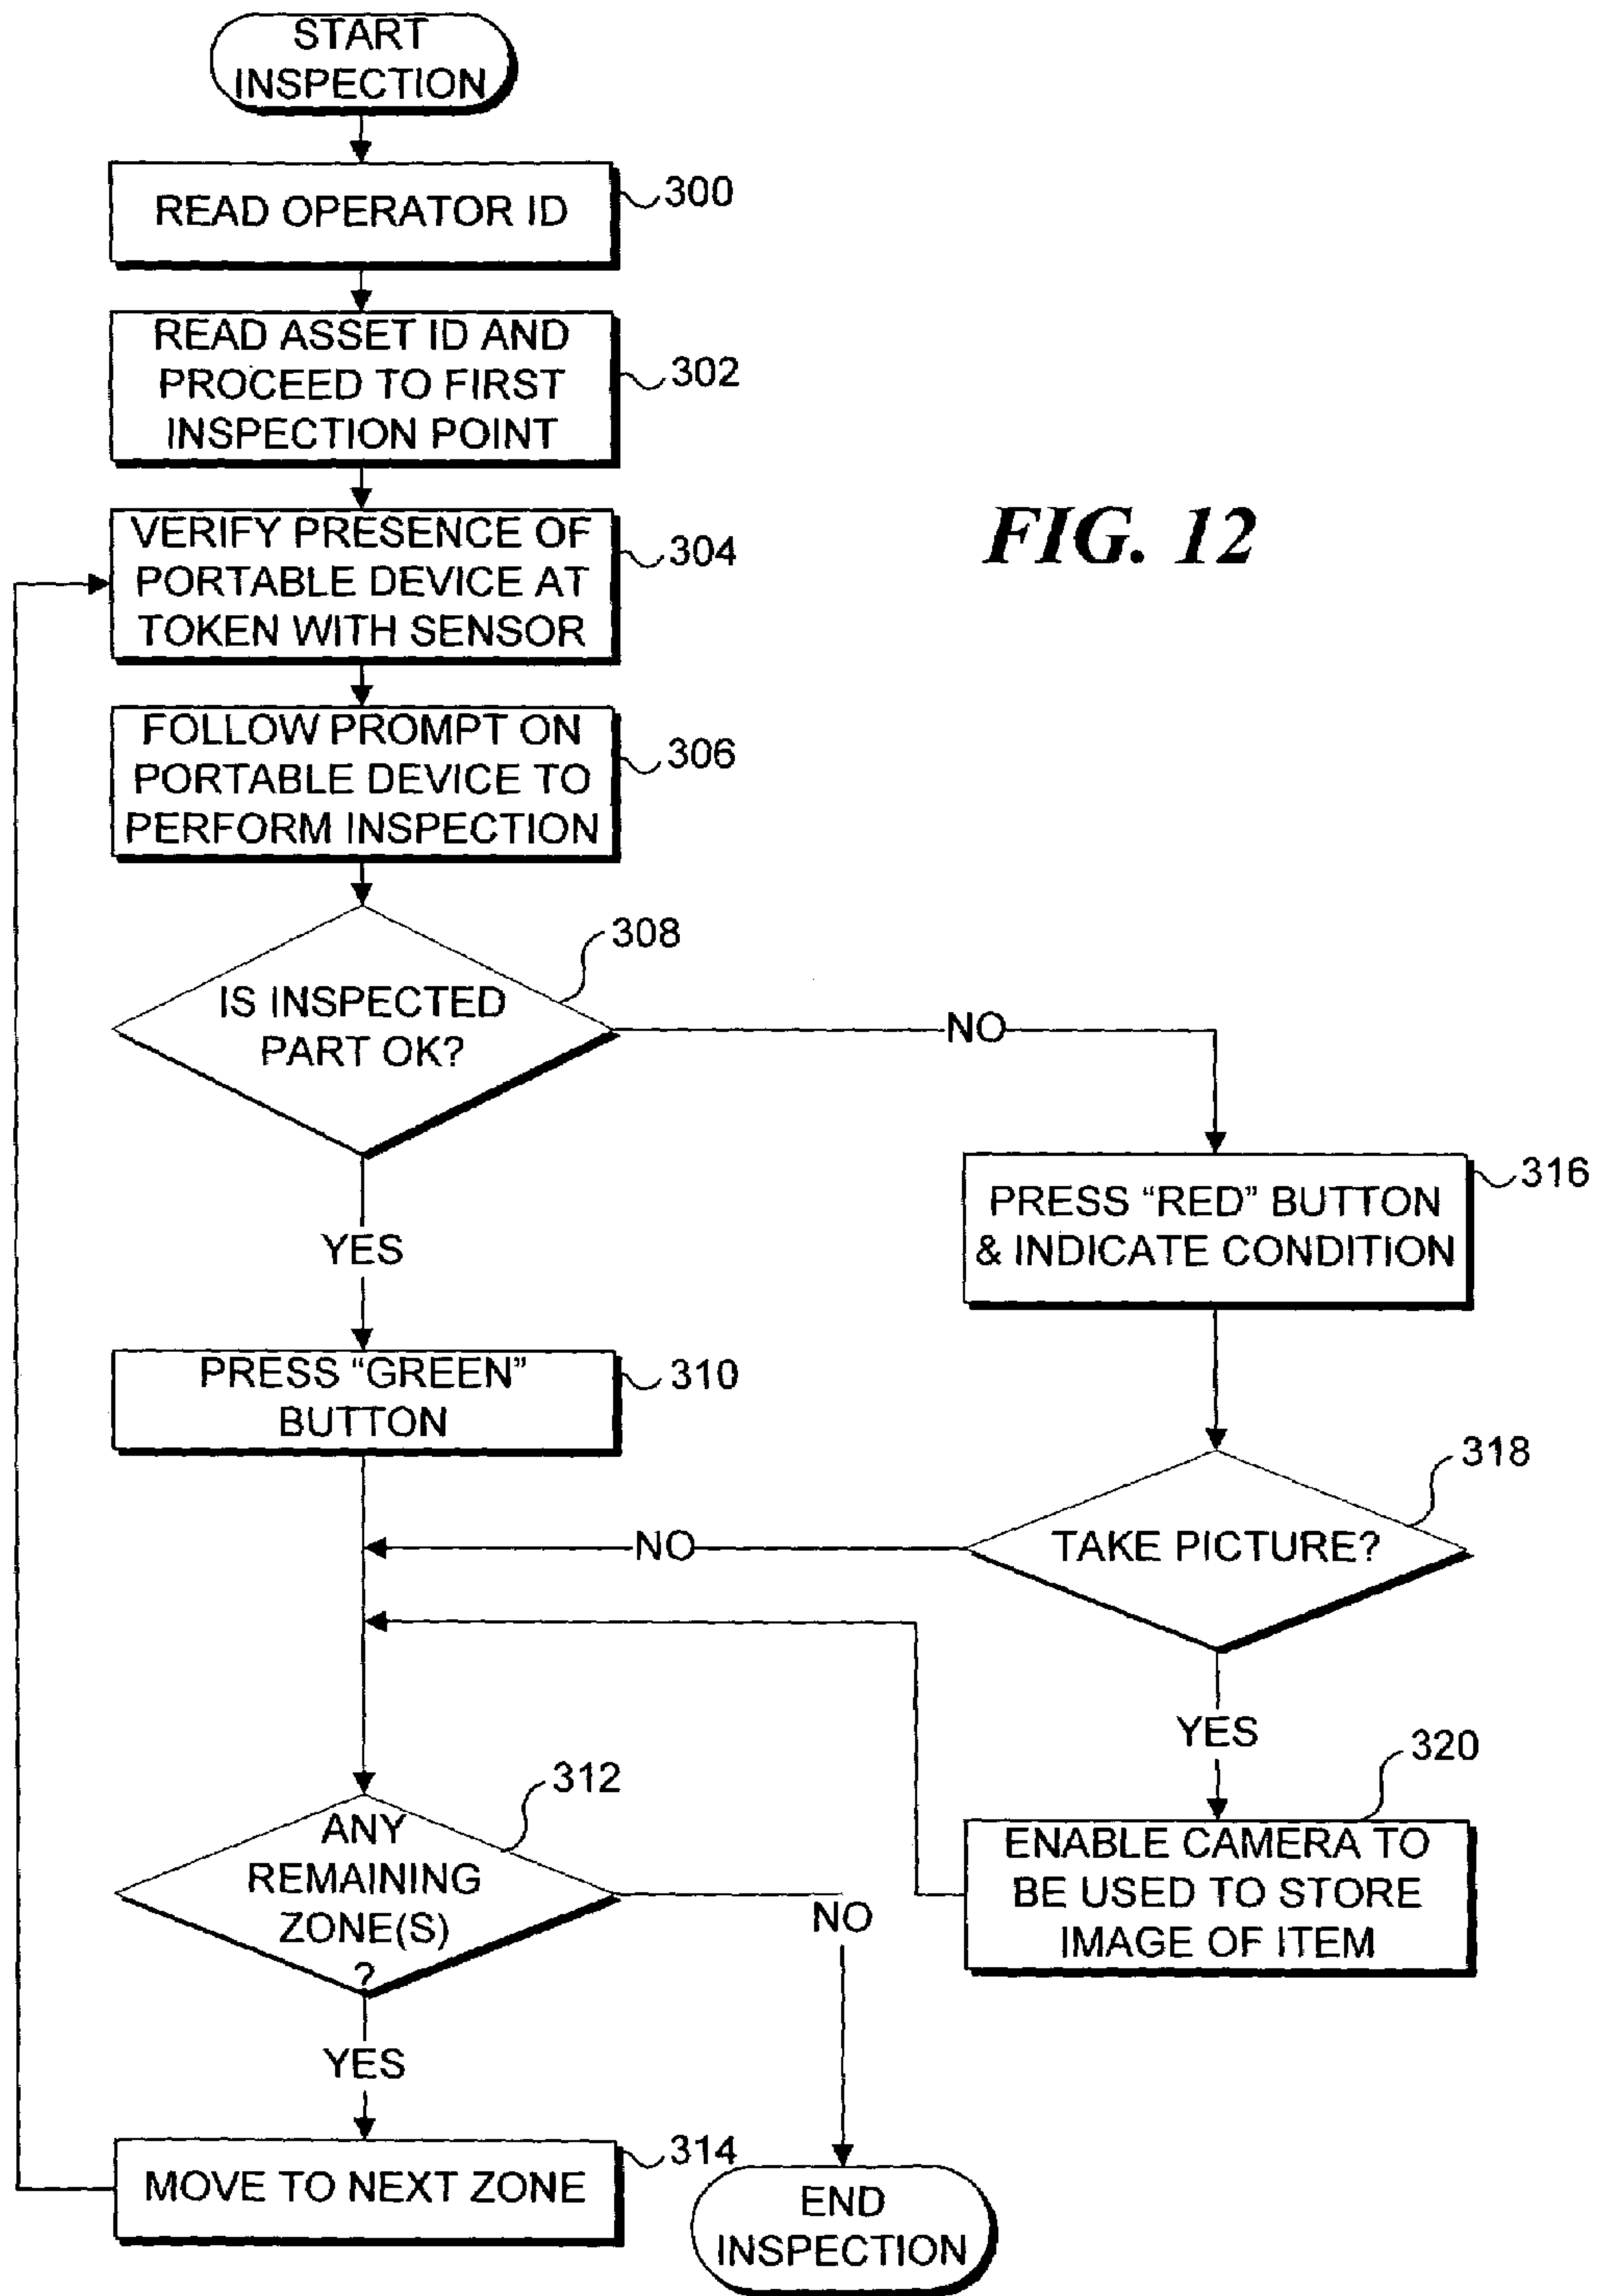 START
INSPECTION
READ OPERATOR ID
300
READ ASSET ID AND
PROCEED TO FIRST
INSPECTION POINT
302
FIG. 12
VERIFY PRESENCE OF
PORTABLE DEVICE AT
TOKEN WITH SENSOR
304
FOLLOW PROMPT ON
PORTABLE DEVICE TO
PERFORM INSPECTION
306
308
IS INSPECTED
PART OK?
NO
YES
316
PRESS “RED” BUTTON
& INDICATE CONDITION
PRESS “GREEN”
BUTTON
310
318
TAKE PICTURE?
NO
YES
320
ENABLE CAMERA TO
BE USED TO STORE
IMAGE OF ITEM
312
ANY
REMAINING
ZONE(S)
?
NO
YES
MOVE TO NEXT ZONE
314
END
INSPECTION